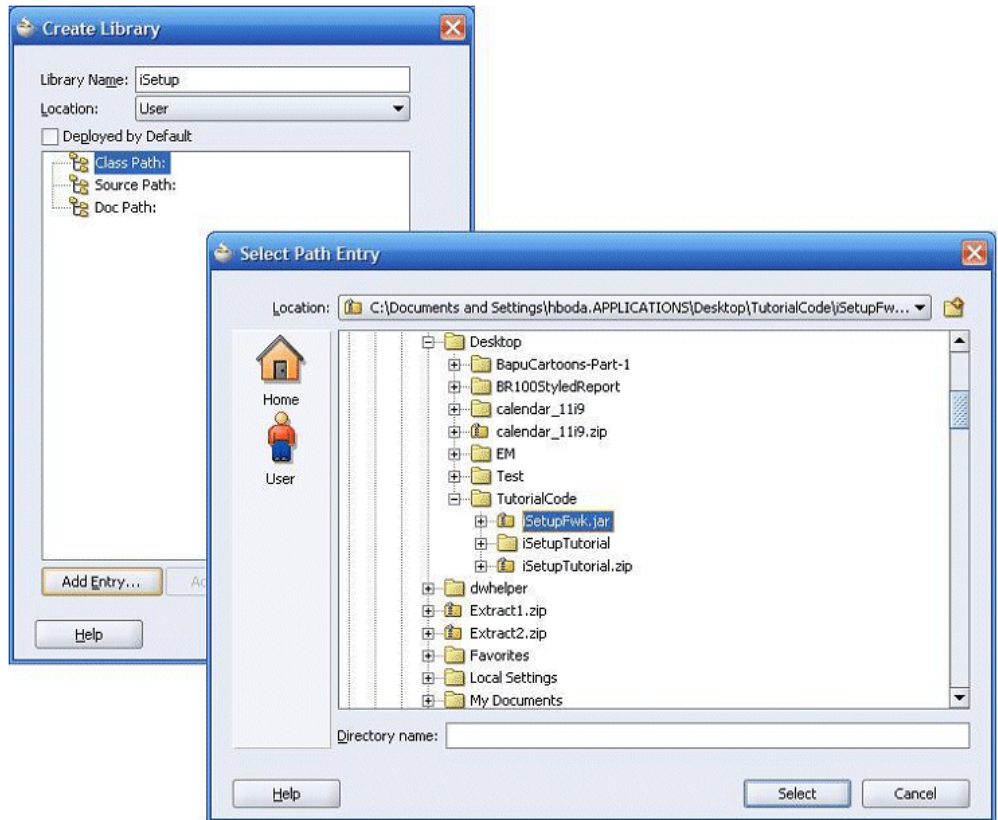 Create Library
Library Name: iSetup
Location: User
Deployed by Default
Class Path:
Source Path:
Doc Path:
Add Entry...
Help
Select Path Entry
Location: C:\Documents and Settings\hboda.APPLICATIONS\Desktop\TutorialCode\iSetupFw...
Home
User
Desktop
BapuCartoons-Part-1
BR100StyledReport
calendar_11i9
calendar_11i9.zip
EM
Test
TutorialCode
iSetupFwk.jar
iSetupTutorial
iSetupTutorial.zip
dwhelper
Extract1.zip
Extract2.zip
Favorites
Local Settings
My Documents
Directory name:
Help Select Cancel